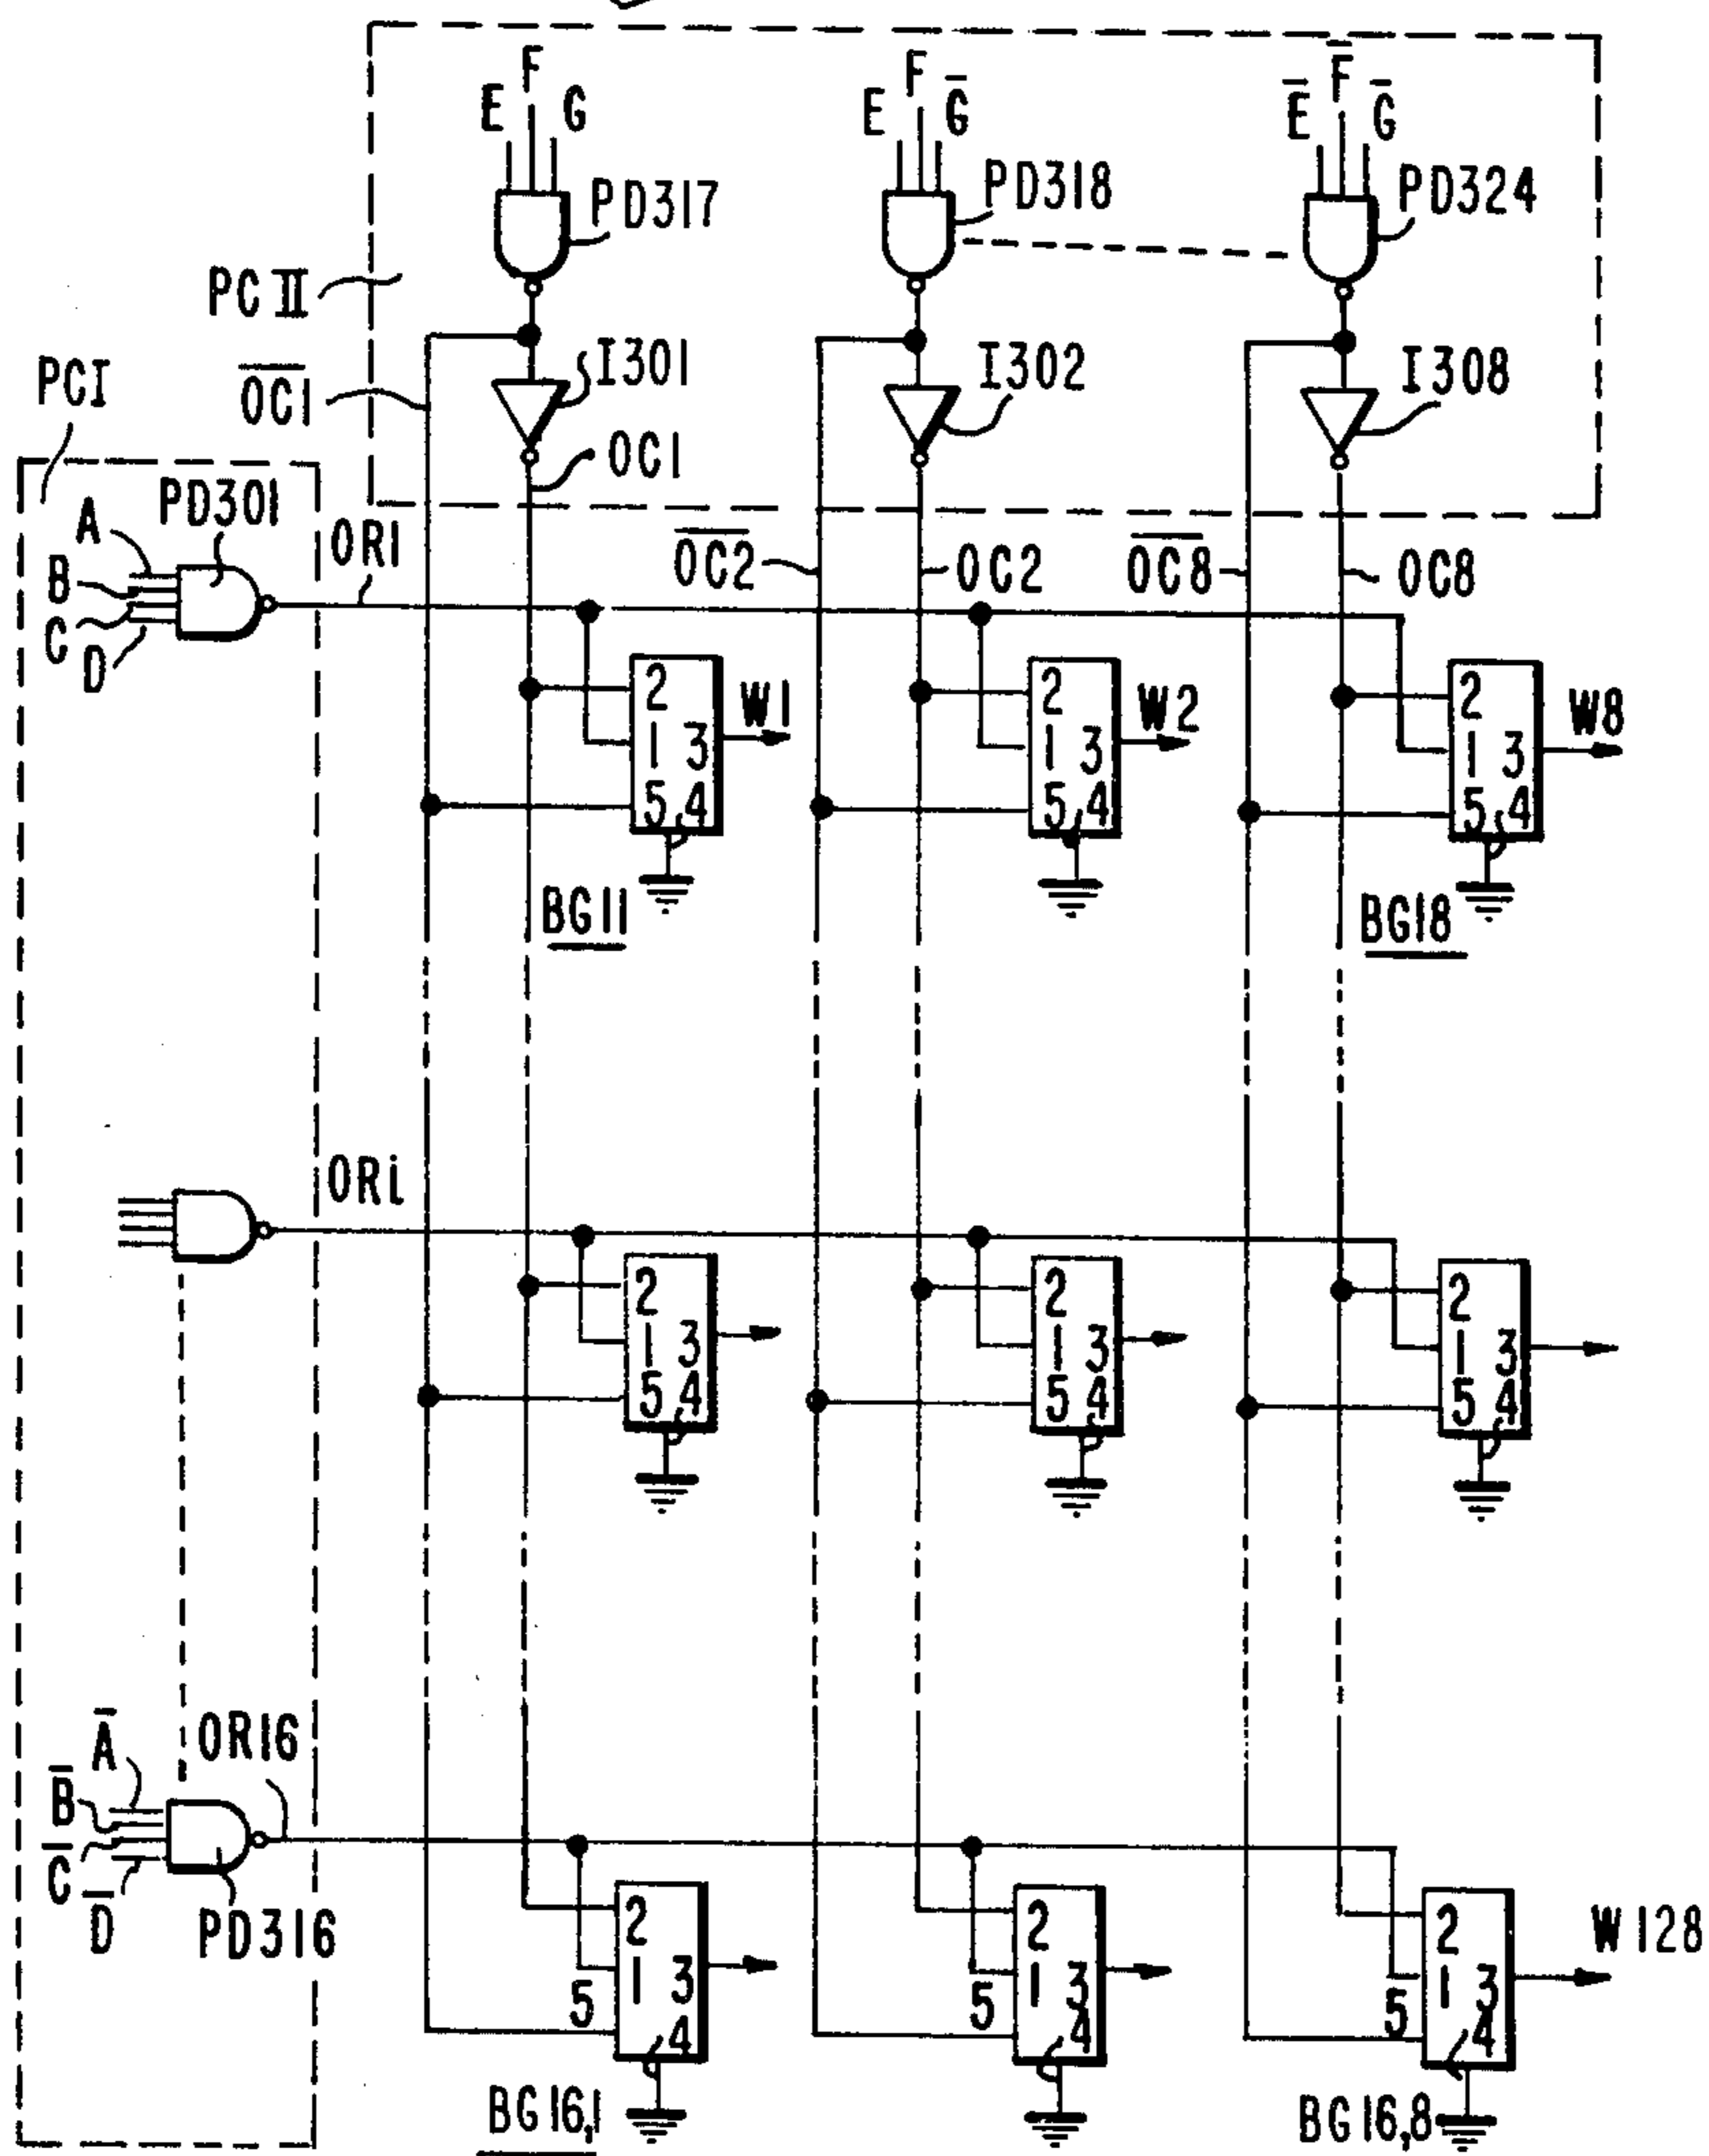 F F F̅
E G E G̅ E̅ G̅
PD317 PD318 PD324
PC II
PCI
O̅C̅1̅ I301 I302 I308
OC1
PD301
A
B
C
D
OR1
O̅C̅2̅ OC2 O̅C̅8̅ OC8
2 2 2
1 3 W1 1 3 W2 1 3 W8
5 4 5 4 5 4
BG11 BG18
ORi
2 2 2
1 3 1 3 1 3
5 4 5 4 5 4
A̅ OR16
B̅
C̅
D̅
PD316
2 2 2 W128
1 3 1 3 1 3
5 4 5 4 5 4
BG16,1 BG16,8